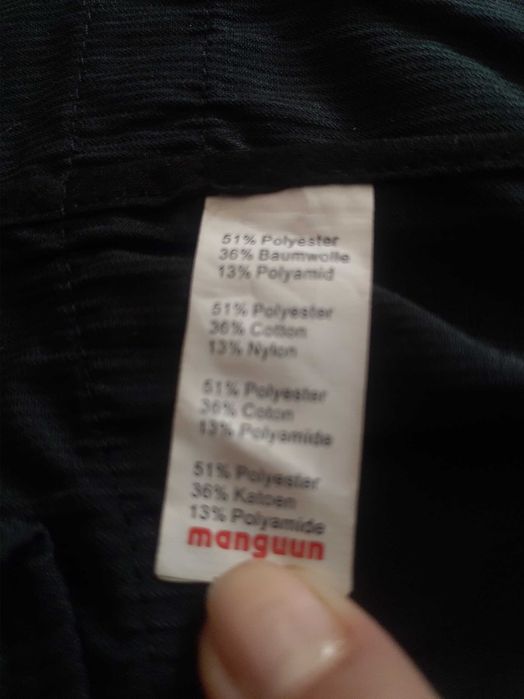 51% Polyester
36% Baumwolle
13% Polyamid
51% Polyester
36% Cotton
13% Nylon
51% Polyester
36% Coton
13% Polyamide
51% Polyester
36% Katoen
13% Polyamide
manguun